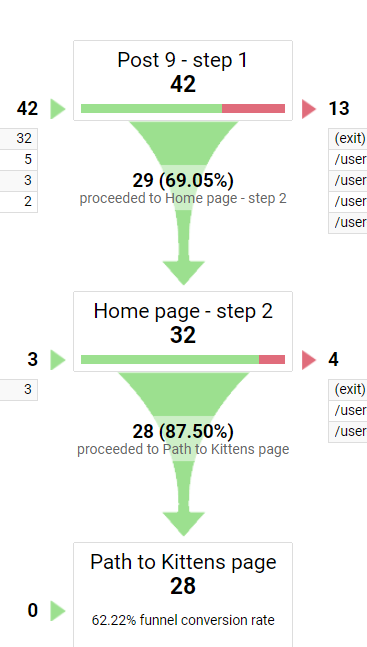 Post 9 - step 1
42
42
13
32
5
3
2
(exit)
/user
/user
/user
/user
29 (69.05%)
proceeded to Home page - step 2
Home page - step 2
32
3
4
3
(exit)
/user
/user
28 (87.50%)
proceeded to Path to Kittens page
Path to Kittens page
28
0
62.22% funnel conversion rate